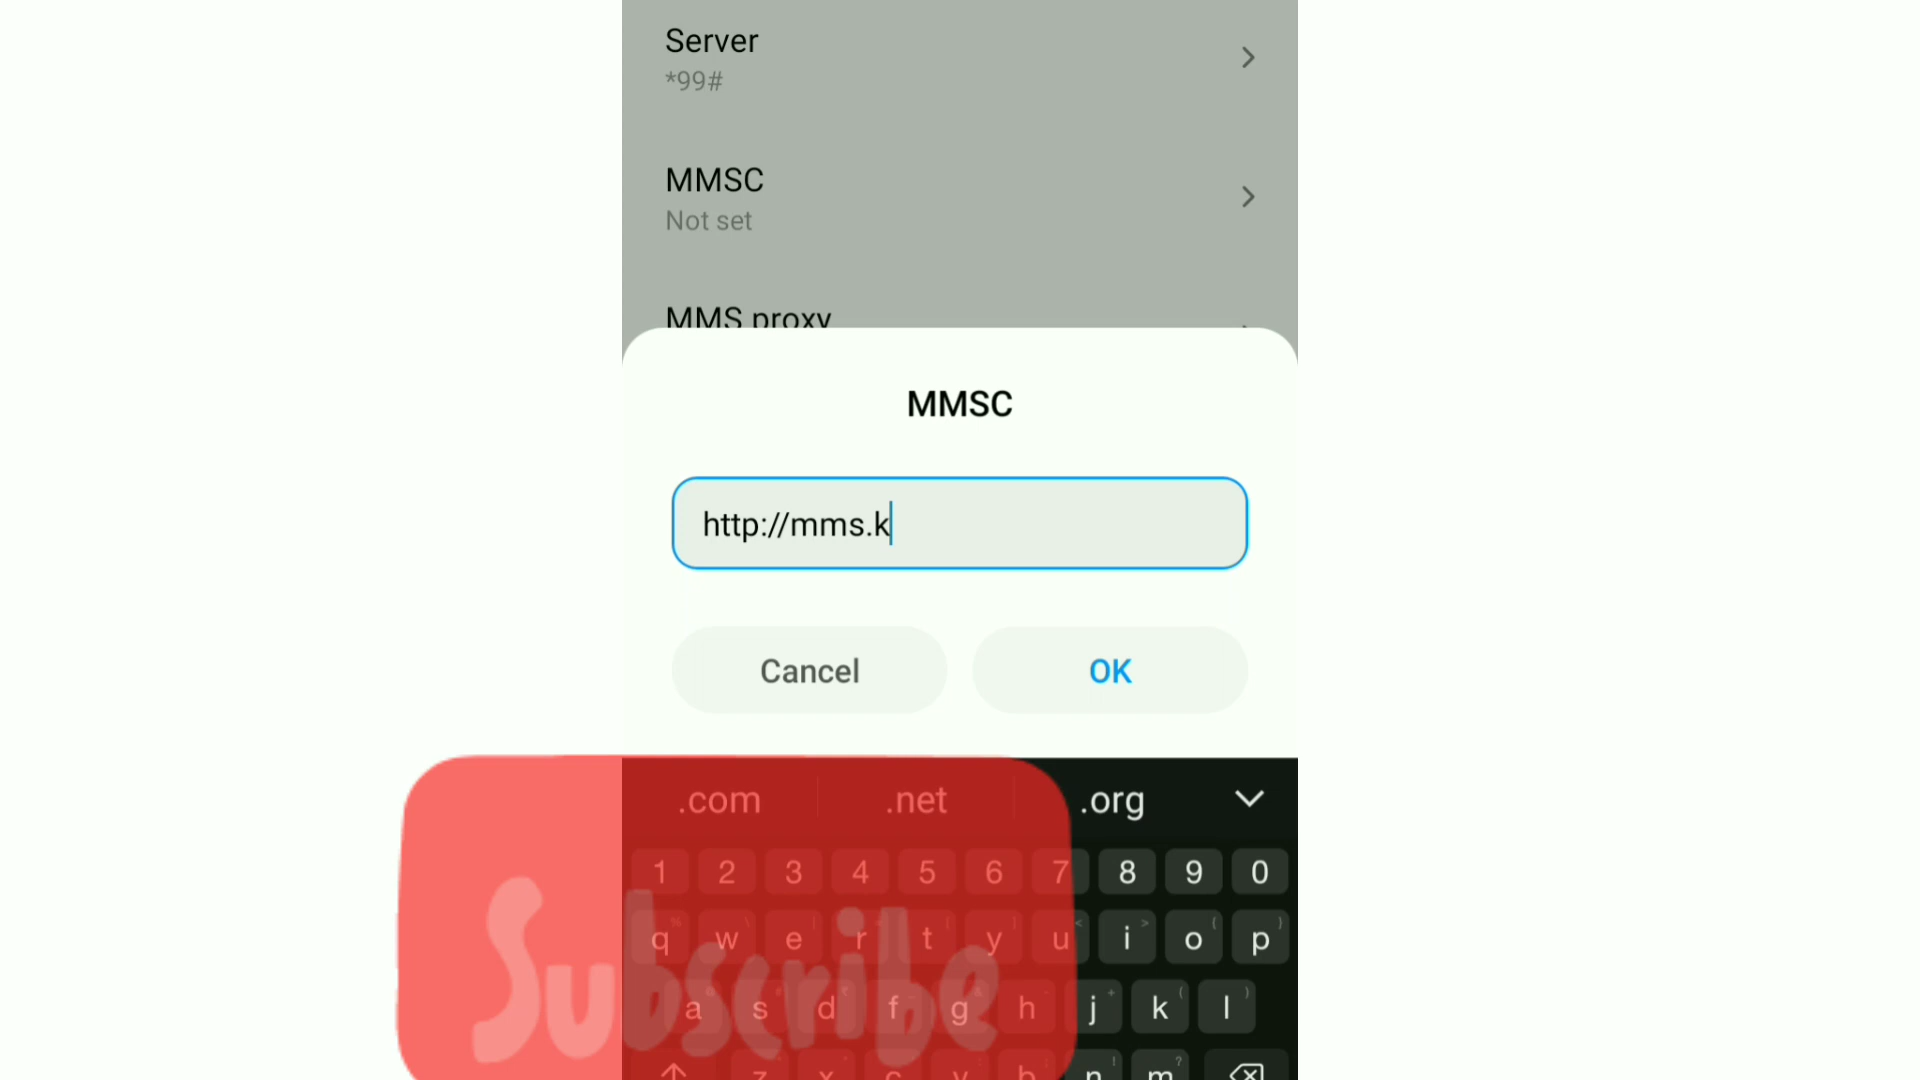 Server
*99#
MMSC
Not set
MMS proxy
MMSC
http://mms.k
Cancel
OK
.com .net .org
1 2 3 4 5 6 7 8 9 0
q w e r t y u i o p
a s d f g h j k l
z x c v b n m
Subscribe